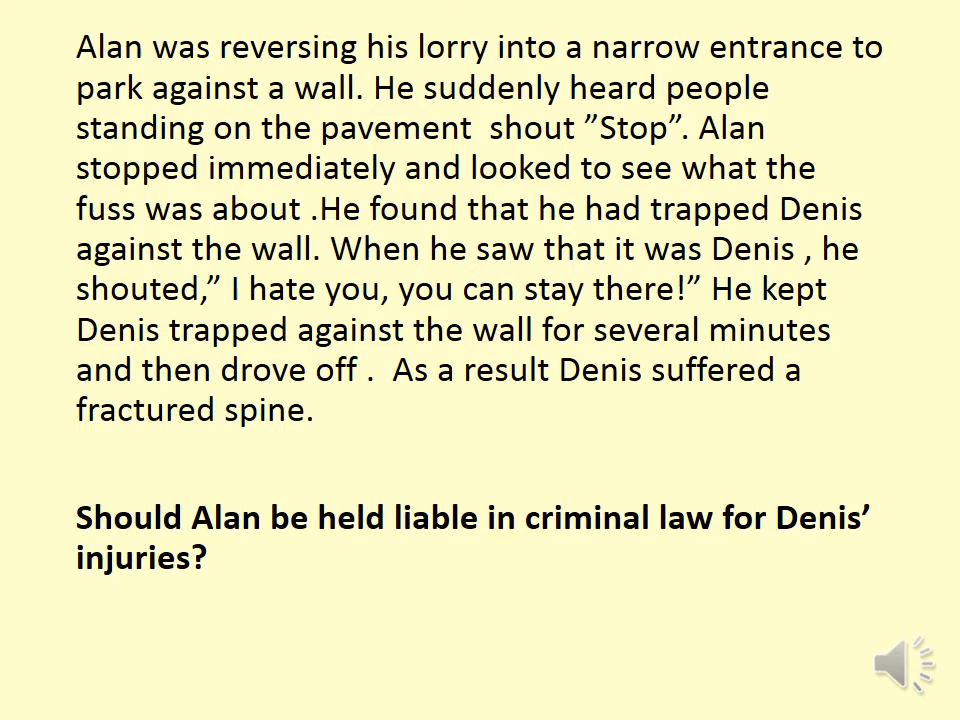 Alan was reversing his lorry into a narrow entrance to
park against a wall. He suddenly heard people
standing on the pavement  shout ”Stop”. Alan
stopped immediately and looked to see what the
fuss was about .He found that he had trapped Denis
against the wall. When he saw that it was Denis , he
shouted,” I hate you, you can stay there!” He kept
Denis trapped against the wall for several minutes
and then drove off .  As a result Denis suffered a
fractured spine.
Should Alan be held liable in criminal law for Denis’
injuries?